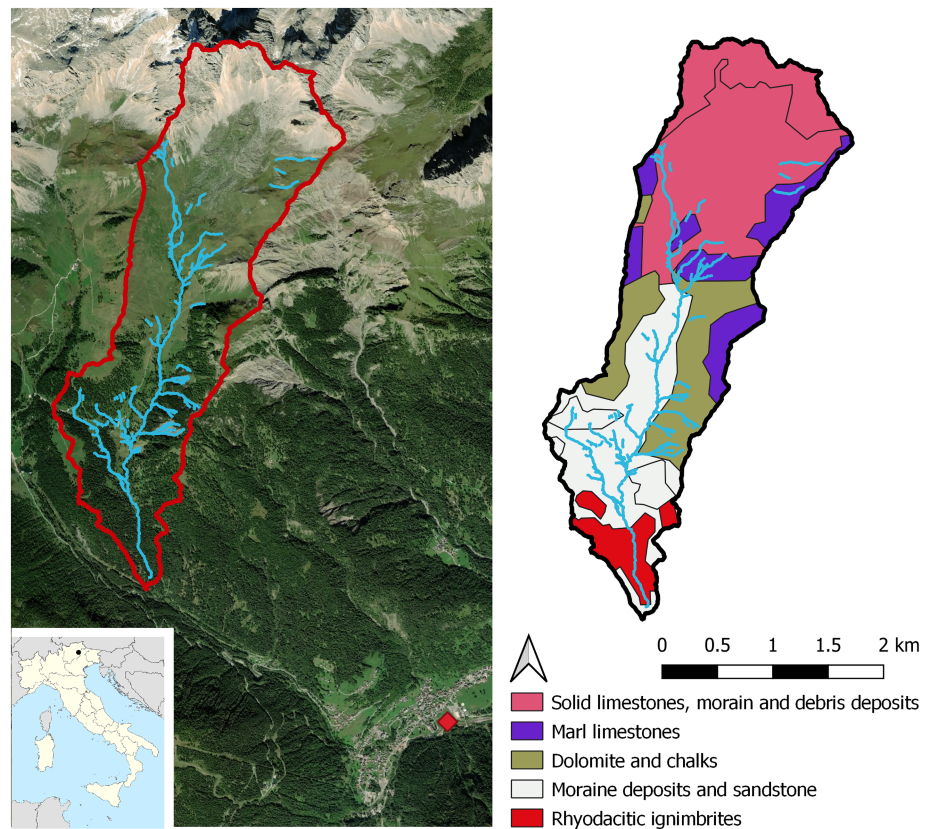 0 0.5 1 1.5 2 km
Solid limestones, morain and debris deposits
Marl limestones
Dolomite and chalks
Moraine deposits and sandstone
Rhyodacitic ignimbrites